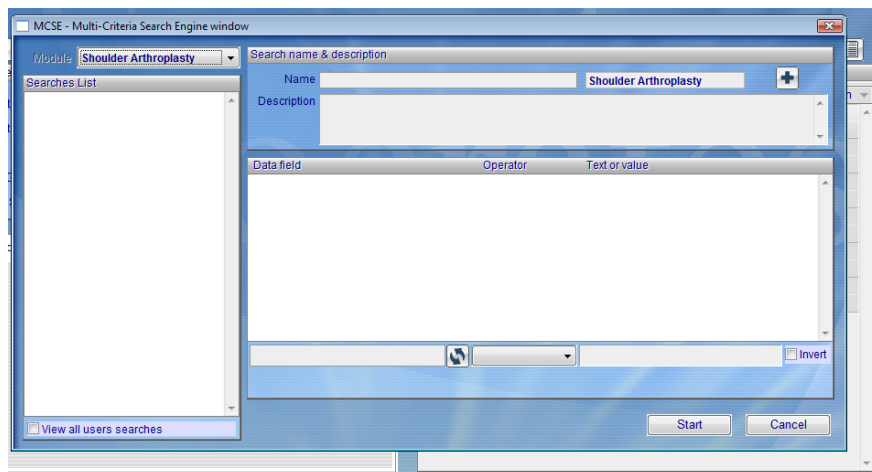 MCSE - Multi-Criteria Search Engine window
Module Shoulder Arthroplasty
Search name & description
Searches List
Name
Shoulder Arthroplasty
Description
Data field Operator Text or value
Invert
View all users searches
Start Cancel